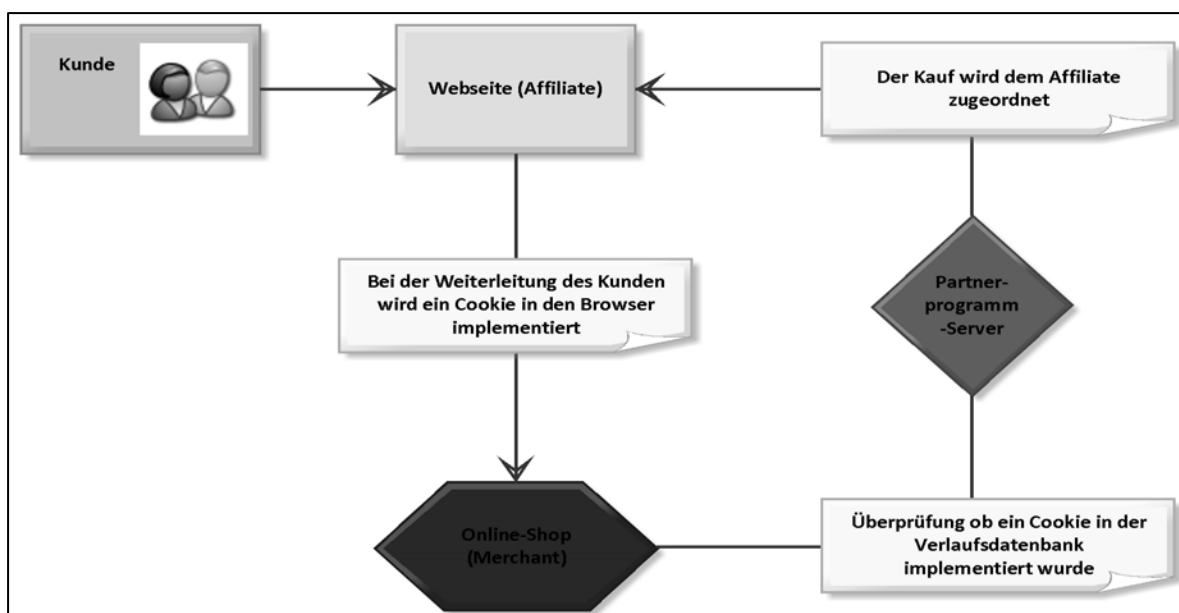 Kunde
Webseite (Affiliate)
Der Kauf wird dem Affiliate
zugeordnet
Bei der Weiterleitung des Kunden
wird ein Cookie in den Browser
implementiert
Partner-
programm
-Server
Online-Shop
(Merchant)
Überprüfung ob ein Cookie in der
Verlaufsdatenbank
implementiert wurde